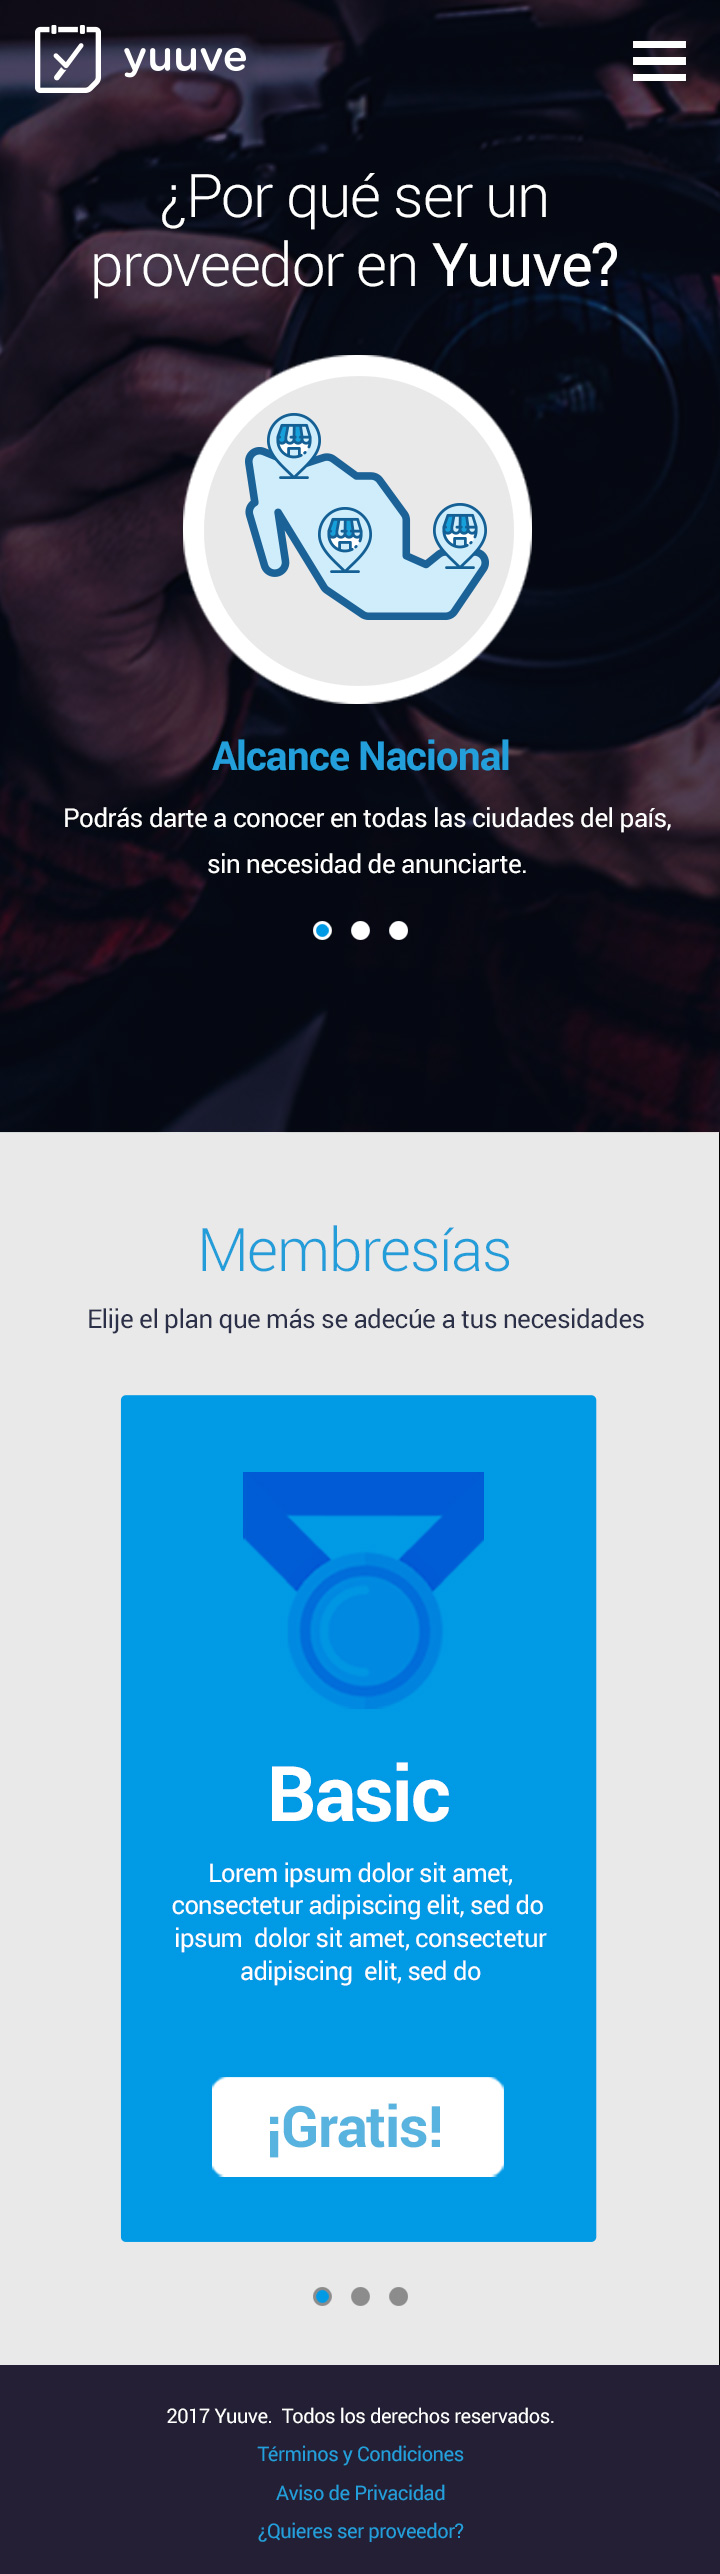 yuuve
¿Por qué ser un
proveedor en Yuuve?
Alcance Nacional
Podrás darte a conocer en todas las ciudades del país,
sin necesidad de anunciarte.
Membresías
Elije el plan que más se adecúe a tus necesidades
Basic
Lorem ipsum dolor sit amet,
consectetur adipiscing elit, sed do
ipsum  dolor sit amet, consectetur
adipiscing  elit, sed do
¡Gratis!
2017 Yuuve.  Todos los derechos reservados.
Términos y Condiciones
Aviso de Privacidad
¿Quieres ser proveedor?